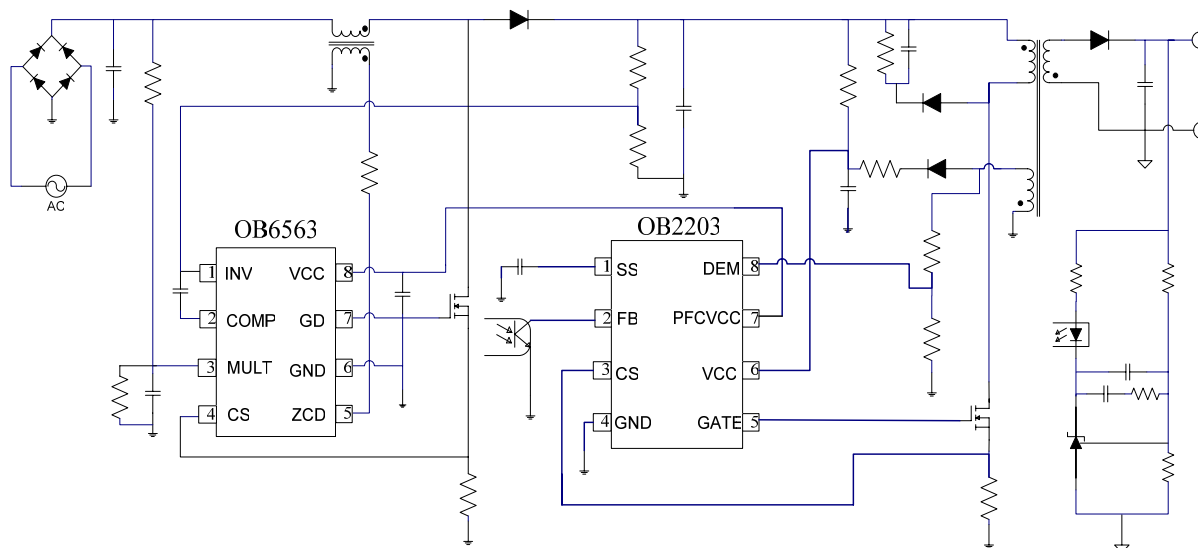 AC
OB6563
1 INV VCC 8
2 COMP GD 7
3 MULT GND 6
4 CS ZCD 5
OB2203
1 SS DEM 8
2 FB PFCVCC 7
3 CS VCC 6
4 GND GATE 5